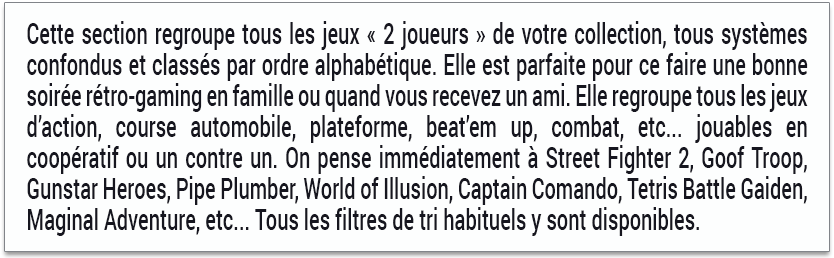 Cette section regroupe tous les jeux « 2 joueurs » de votre collection, tous systèmes
confondus et classés par ordre alphabétique. Elle est parfaite pour ce faire une bonne
soirée rétro-gaming en famille ou quand vous recevez un ami. Elle regroupe tous les jeux
d'action, course automobile, plateforme, beat'em up, combat, etc... jouables en
coopératif ou un contre un. On pense immédiatement à Street Fighter 2, Goof Troop,
Gunstar Heroes, Pipe Plumber, World of Illusion, Captain Comando, Tetris Battle Gaiden,
Maginal Adventure, etc... Tous les filtres de tri habituels y sont disponibles.